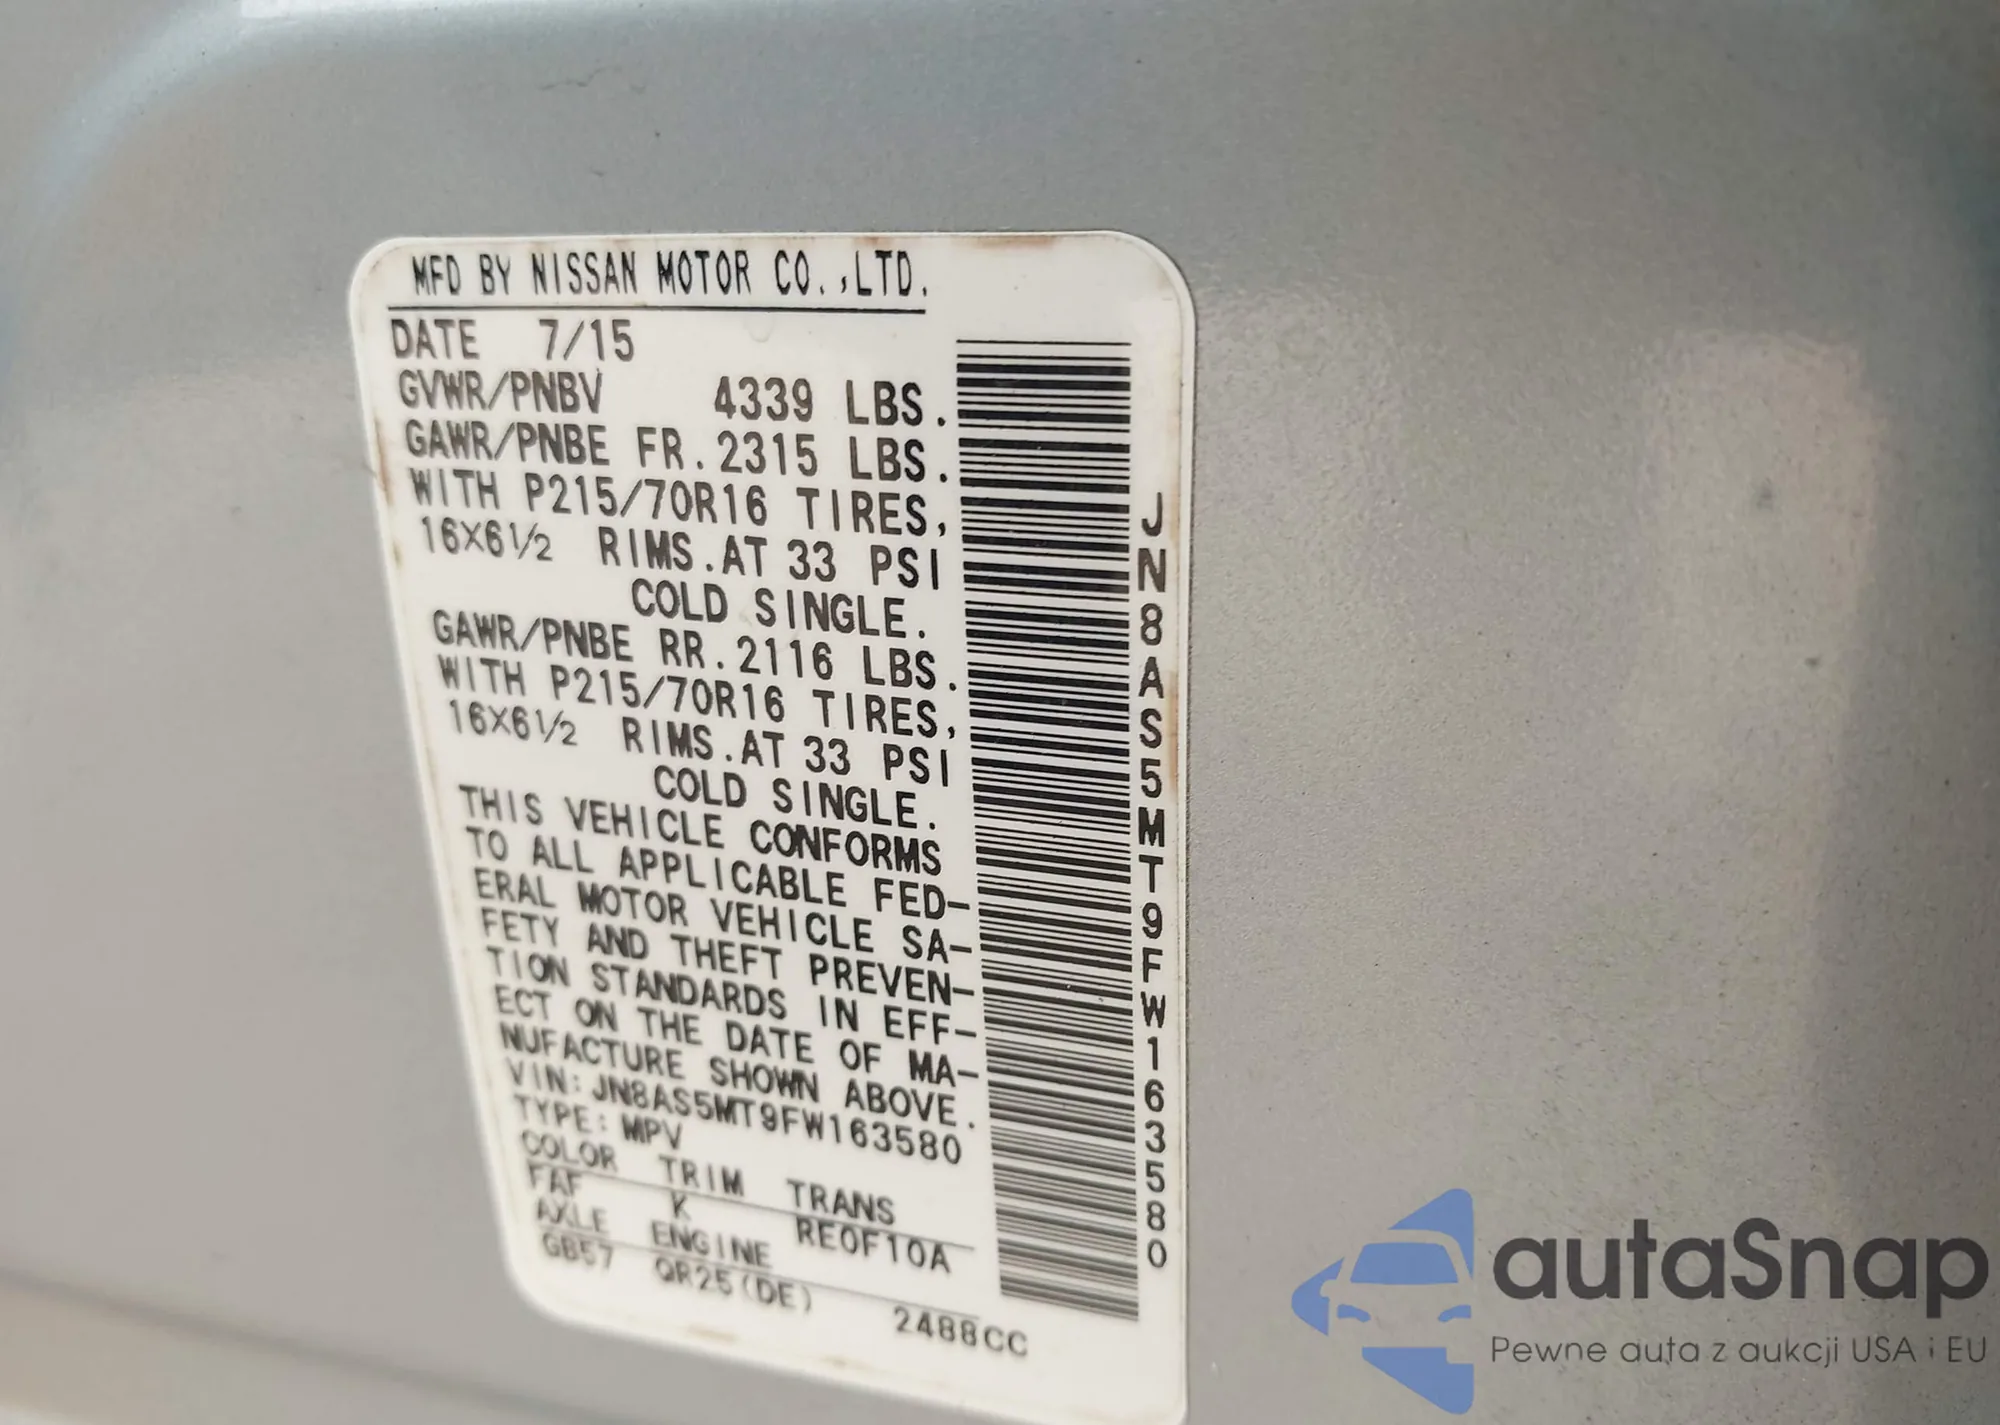 MFD BY NISSAN MOTOR CO.,LTD.
DATE 7/15
GVWR/PNBV 4339 LBS.
GAWR/PNBE FR.2315 LBS.
WITH P215/70R16 TIRES,
16X6½ RIMS.AT 33 PSI
COLD SINGLE.
GAWR/PNBE RR.2116 LBS.
WITH P215/70R16 TIRES,
16X6½ RIMS.AT 33 PSI
COLD SINGLE.
THIS VEHICLE CONFORMS
TO ALL APPLICABLE FED-
ERAL MOTOR VEHICLE SA-
FETY AND THEFT PREVEN-
TION STANDARDS IN EFF-
ECT ON THE DATE OF MA-
NUFACTURE SHOWN ABOVE.
VIN:JN8AS5MT9FW163580
TYPE:MPV
COLOR TRIM TRANS
FAF K RE0F10A
AXLE ENGINE
GB57 QR25(DE) 2488CC
JN8AS5MT9FW163580
autaSnap
Pewne auta z aukcji USA i EU